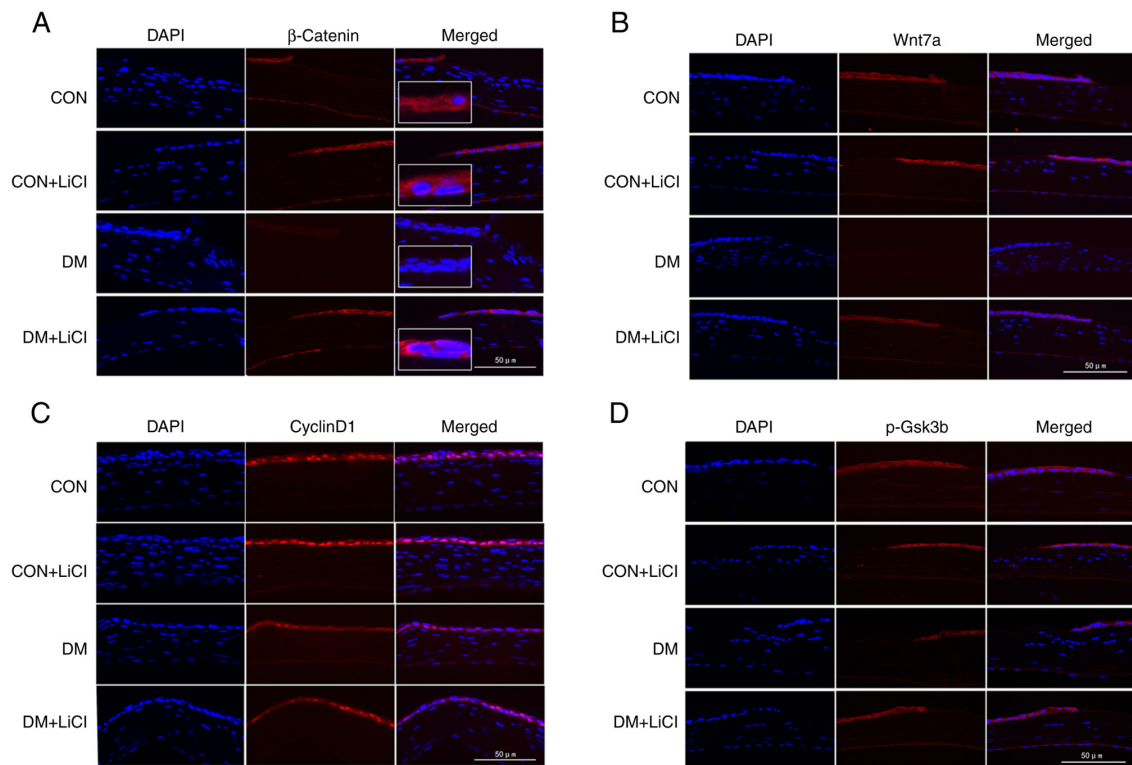 A
DAPI β-Catenin Merged
CON
CON+LiCl
DM
DM+LiCl
50 μm
B
DAPI Wnt7a Merged
CON
CON+LiCl
DM
DM+LiCl
50 μm
C
DAPI CyclinD1 Merged
CON
CON+LiCl
DM
DM+LiCl
50 μm
D
DAPI p-Gsk3b Merged
CON
CON+LiCl
DM
DM+LiCl
50 μm